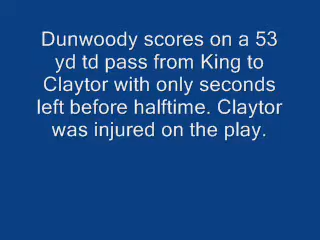 Dunwoody scores on a 53
yd td pass from King to
Claytor with only seconds
left before halftime. Claytor
was injured on the play.